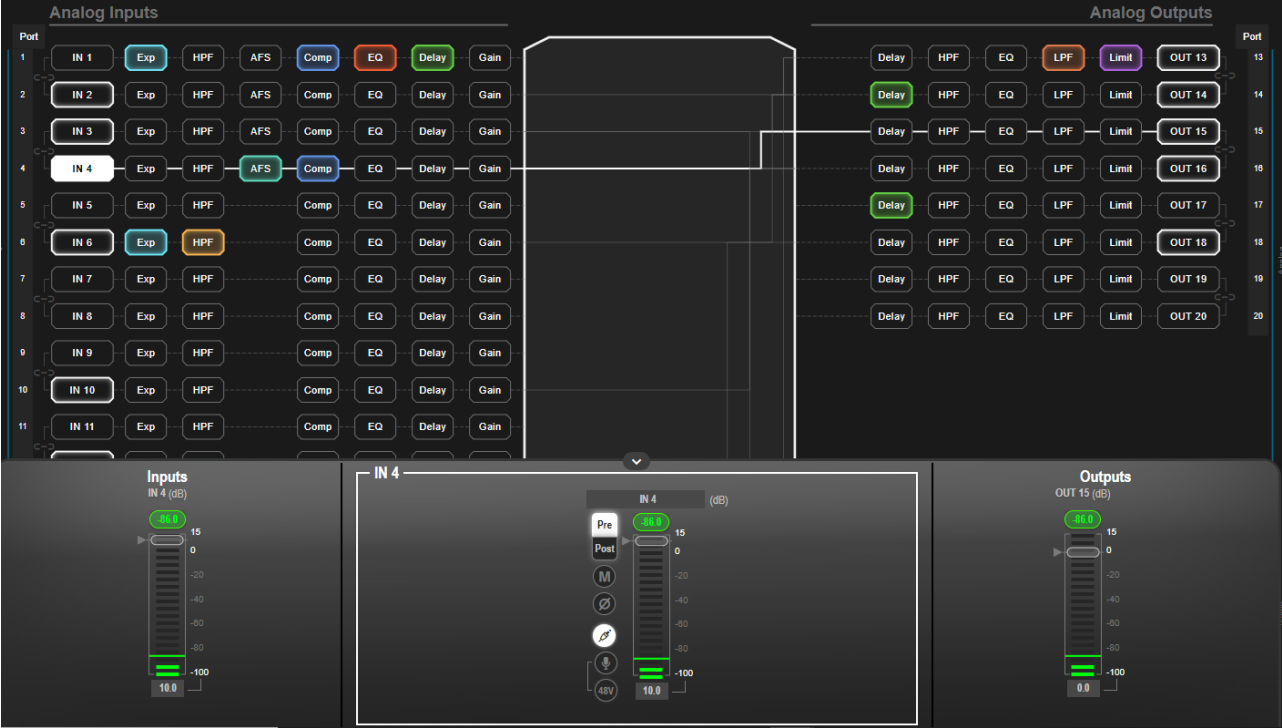 Analog Inputs Analog Outputs
Port Port
1 IN 1 Exp HPF AFS Comp EQ Delay Gain Delay HPF EQ LPF Limit OUT 13 13
2 IN 2 Exp HPF AFS Comp EQ Delay Gain Delay HPF EQ LPF Limit OUT 14 14
3 IN 3 Exp HPF AFS Comp EQ Delay Gain Delay HPF EQ LPF Limit OUT 15 15
4 IN 4 Exp HPF AFS Comp EQ Delay Gain Delay HPF EQ LPF Limit OUT 16 16
5 IN 5 Exp HPF Comp EQ Delay Gain Delay HPF EQ LPF Limit OUT 17 17
6 IN 6 Exp HPF Comp EQ Delay Gain Delay HPF EQ LPF Limit OUT 18 18
7 IN 7 Exp HPF Comp EQ Delay Gain Delay HPF EQ LPF Limit OUT 19 19
8 IN 8 Exp HPF Comp EQ Delay Gain Delay HPF EQ LPF Limit OUT 20 20
9 IN 9 Exp HPF Comp EQ Delay Gain
10 IN 10 Exp HPF Comp EQ Delay Gain
11 IN 11 Exp HPF Comp EQ Delay Gain
Inputs
IN 4 (dB)
-86.0
15
0
-20
-40
-60
-80
-100
10.0
IN 4
IN 4 (dB)
Pre
Post
M
Ø
48V
-86.0
15
0
-20
-40
-60
-80
-100
10.0
Outputs
OUT 15 (dB)
-86.0
15
0
-20
-40
-60
-80
-100
0.0